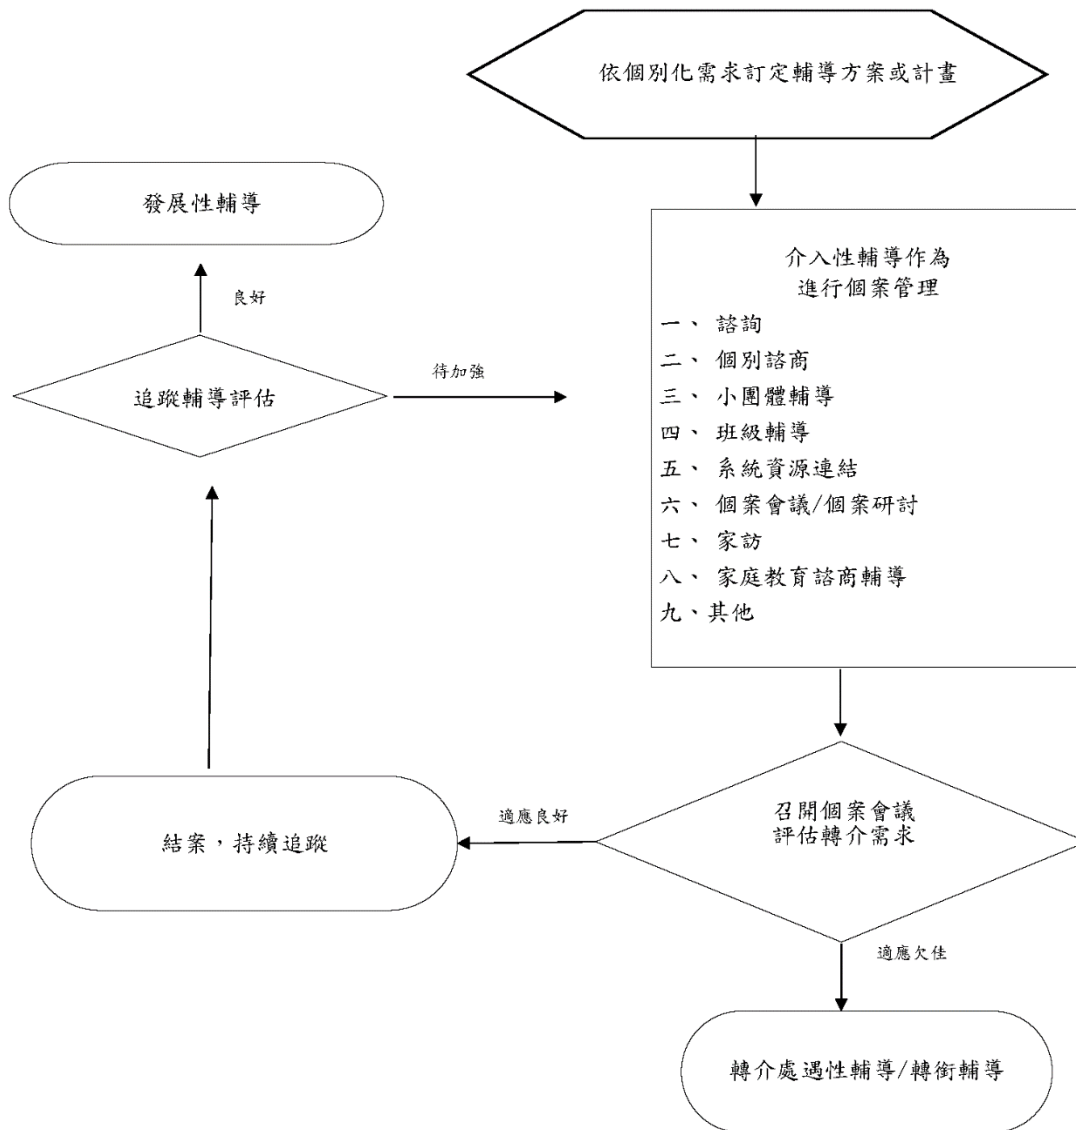 依個別化需求訂定輔導方案或計畫
發展性輔導
良好
追蹤輔導評估
待加強
介入性輔導作為
進行個案管理
一、 諮詢
二、 個別諮商
三、 小團體輔導
四、 班級輔導
五、 系統資源連結
六、 個案會議/個案研討
七、 家訪
八、 家庭教育諮商輔導
九、其他
召開個案會議
評估轉介需求
適應良好
結案，持續追蹤
適應欠佳
轉介處遇性輔導/轉銜輔導